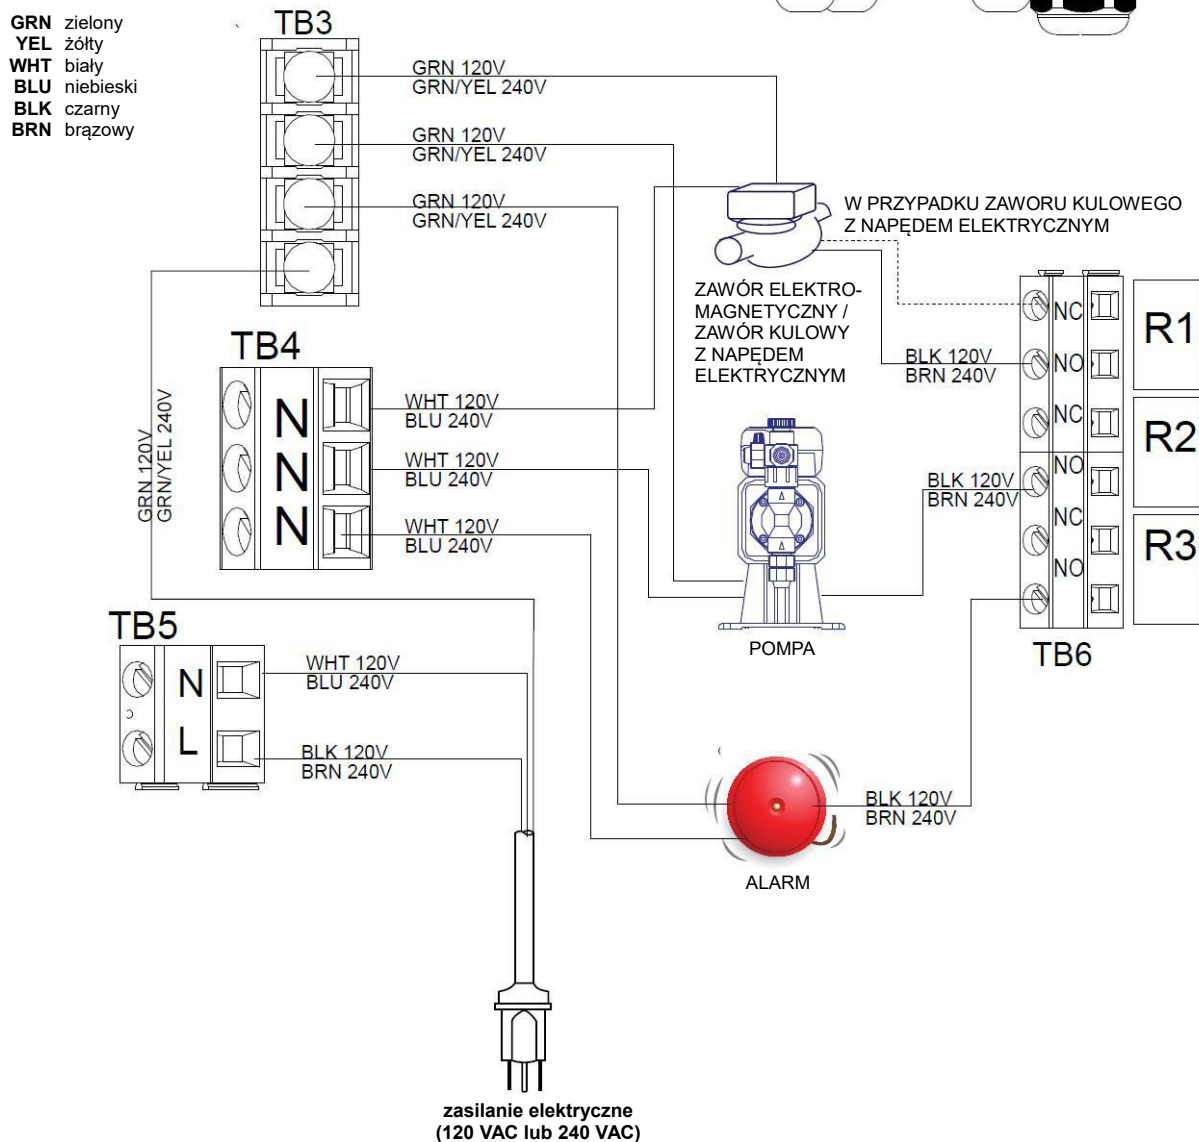 GRN zielony
YEL żółty
WHT biały
BLU niebieski
BLK czarny
BRN brązowy
TB3
GRN 120V
GRN/YEL 240V
GRN 120V
GRN/YEL 240V
GRN 120V
GRN/YEL 240V
W PRZYPADKU ZAWORU KULOWEGO
Z NAPĘDEM ELEKTRYCZNYM
ZAWÓR ELEKTRO-
MAGNETYCZNY /
ZAWÓR KULOWY
Z NAPĘDEM
ELEKTRYCZNYM
TB4
N
N
N
WHT 120V
BLU 240V
WHT 120V
BLU 240V
WHT 120V
BLU 240V
GRN 120V
GRN/YEL 240V
BLK 120V
BRN 240V
BLK 120V
BRN 240V
NC
NO
NC
NO
NC
NO
R1
R2
R3
TB6
POMPA
TB5
N
L
WHT 120V
BLU 240V
BLK 120V
BRN 240V
BLK 120V
BRN 240V
ALARM
zasilanie elektryczne
(120 VAC lub 240 VAC)